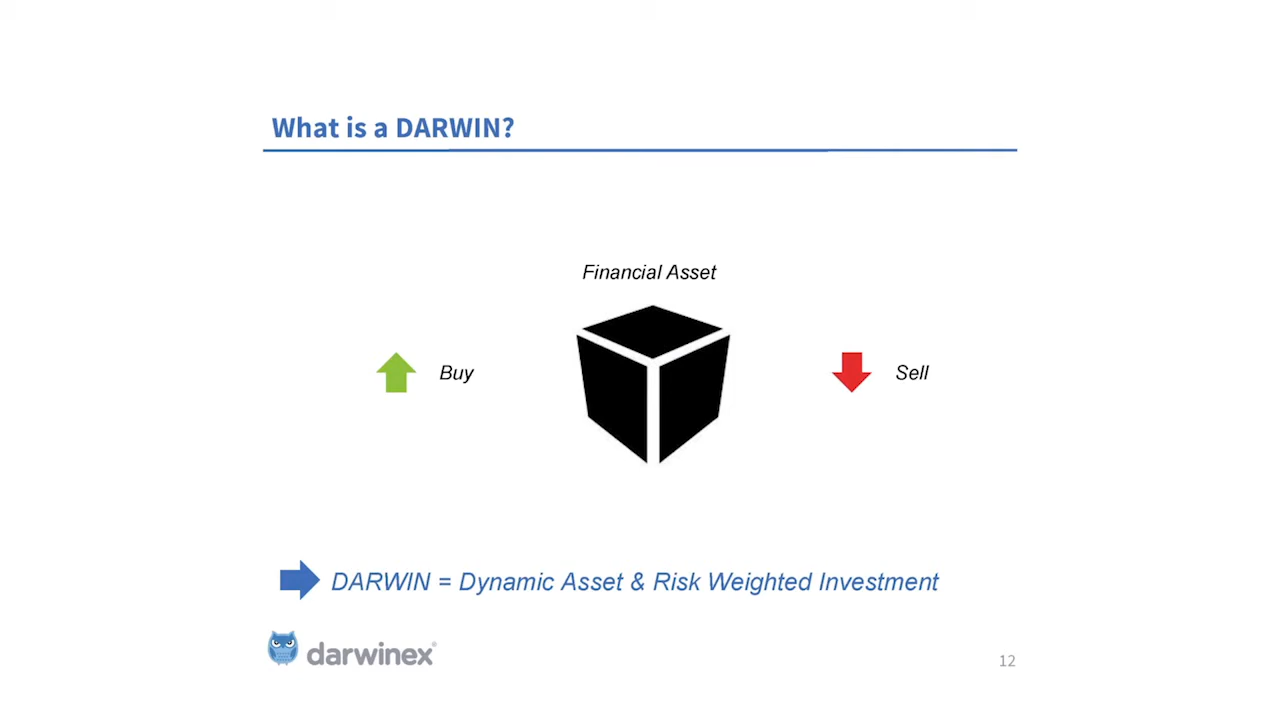 What is a DARWIN?
Financial Asset
Buy
Sell
DARWIN = Dynamic Asset & Risk Weighted Investment
darwinex®
12